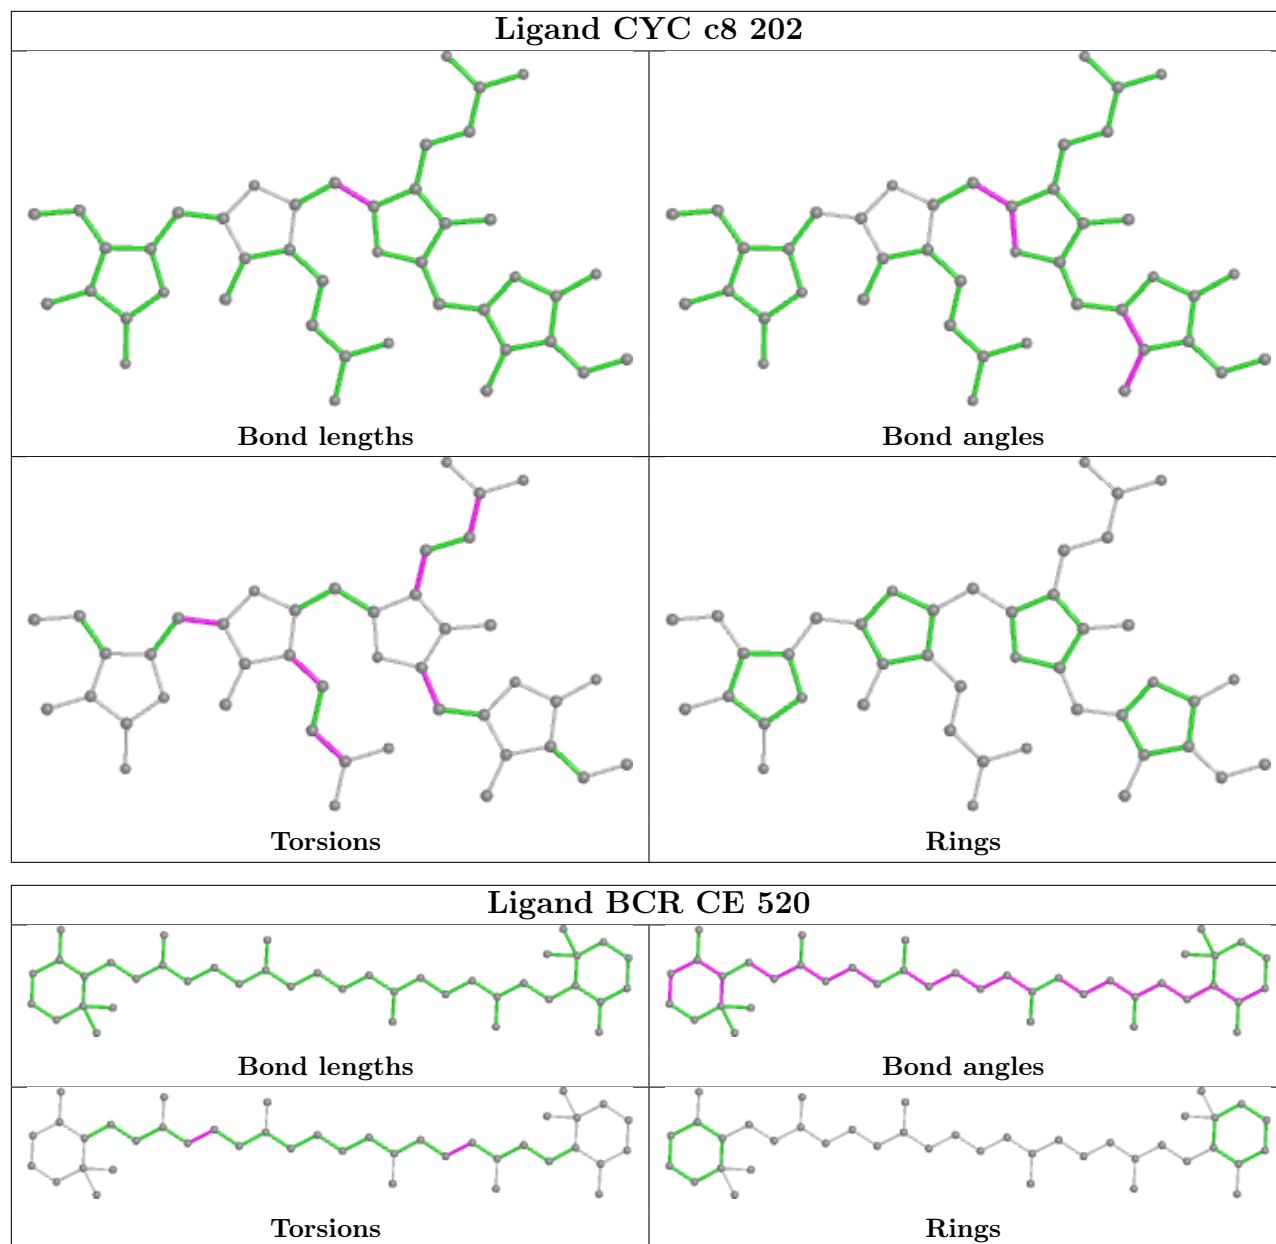 Ligand CYC c8 202
Bond lengths
Bond angles
Torsions
Rings
Ligand BCR CE 520
Bond lengths
Bond angles
Torsions
Rings